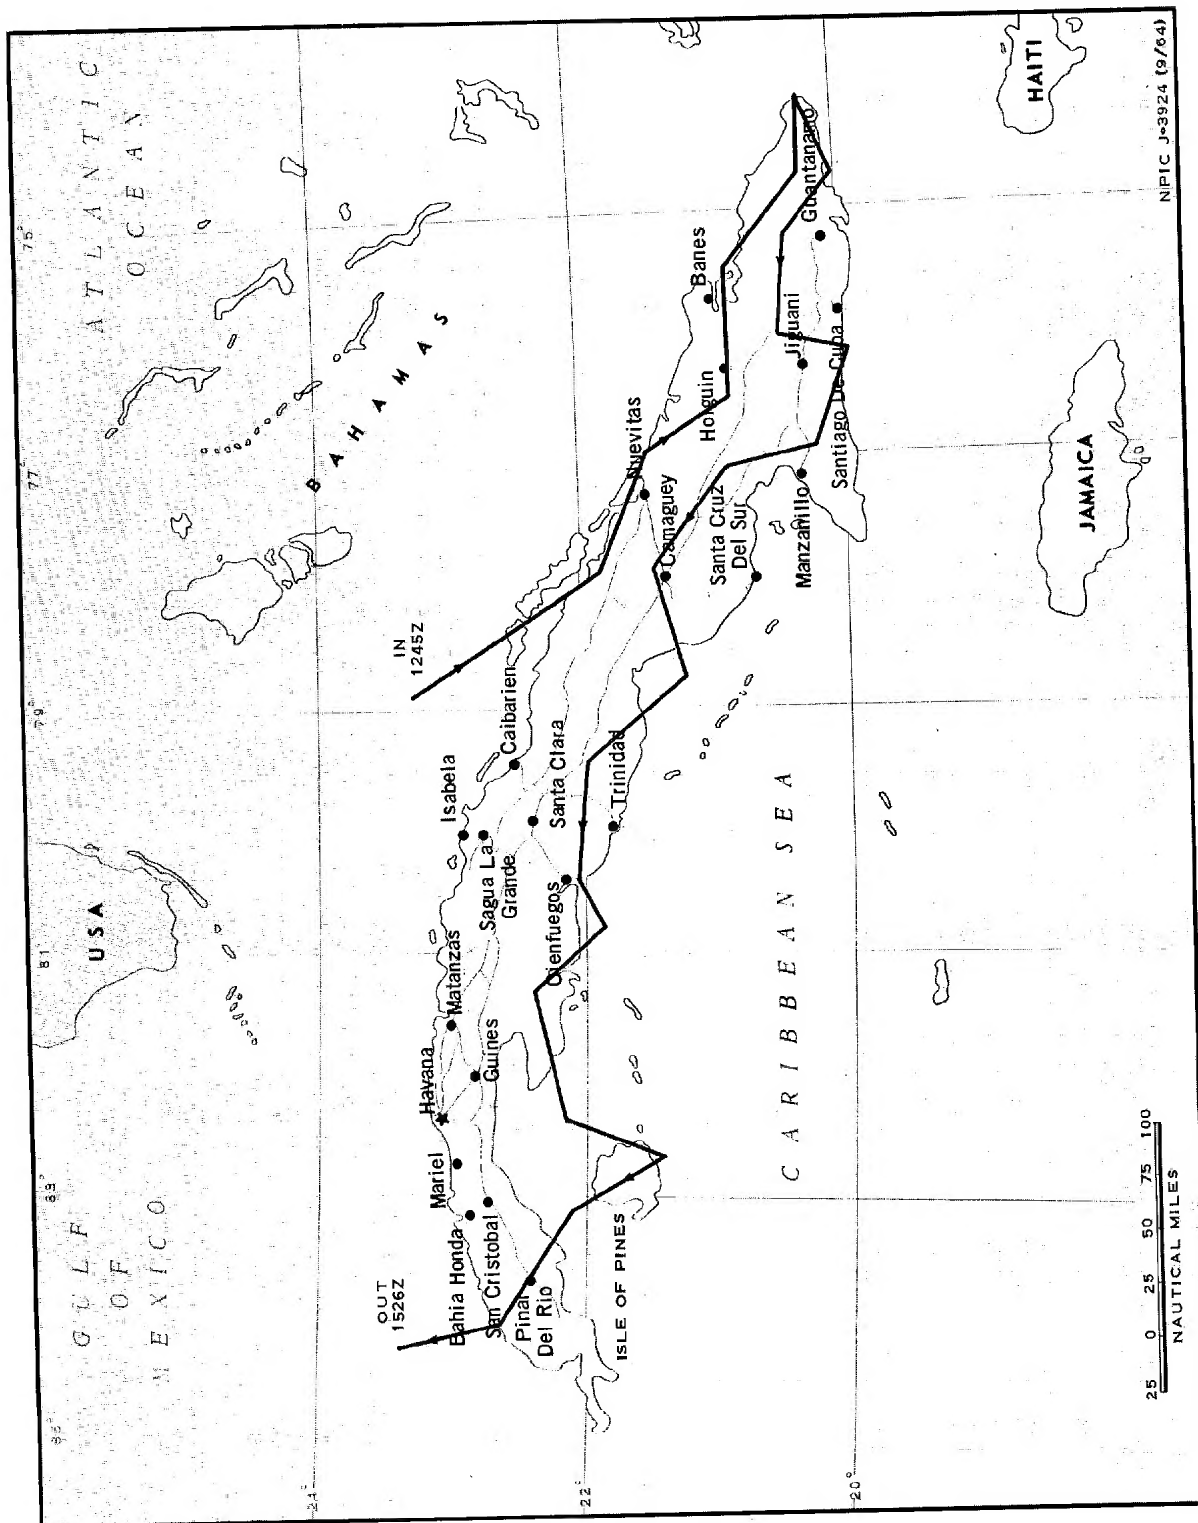 ATLANTIC
OCEAN
GULF
OF
MEXICO
USA
BAHAMAS
75°
77°
79°
81
83°
24°
22°
20°
IN
1245Z
OUT
1526Z
Havana
Mariel
Bahia Honda
San Cristobal
Pinar
Del Rio
Matanzas
Guines
Isabela
Sagua La
Grande
Caibarien
Santa Clara
Cienfuegos
Trinidad
Nuevitas
Camaguey
Santa Cruz
Del Sur
Manzanillo
Holguin
Banes
Jiguani
Santiago De Cuba
Guantanamo
ISLE OF PINES
CARIBBEAN SEA
JAMAICA
HAITI
25 0 25 50 75 100
NAUTICAL MILES
NPIC J-3924 (9/64)